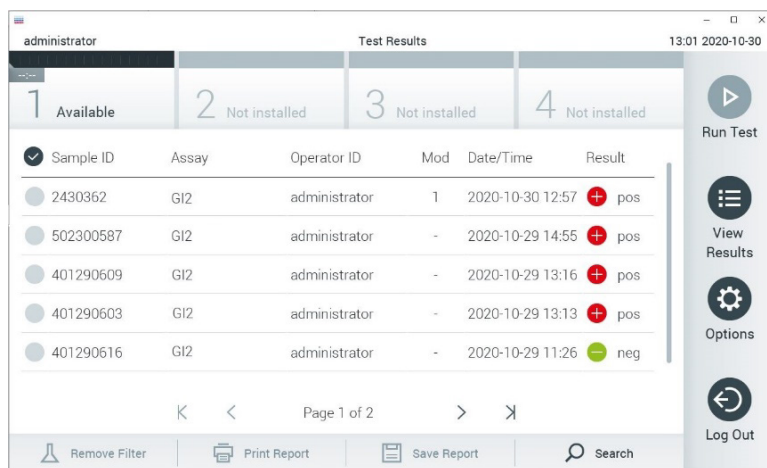 administrator Test Results 13:01 2020-10-30
--:--
1 Available 2 Not installed 3 Not installed 4 Not installed
Run Test
Sample ID Assay Operator ID Mod Date/Time Result
2430362 GI2 administrator 1 2020-10-30 12:57 pos
502300587 GI2 administrator - 2020-10-29 14:55 pos
View
Results
401290609 GI2 administrator - 2020-10-29 13:16 pos
401290603 GI2 administrator - 2020-10-29 13:13 pos
Options
401290616 GI2 administrator - 2020-10-29 11:26 neg
Page 1 of 2
Log Out
Remove Filter Print Report Save Report Search